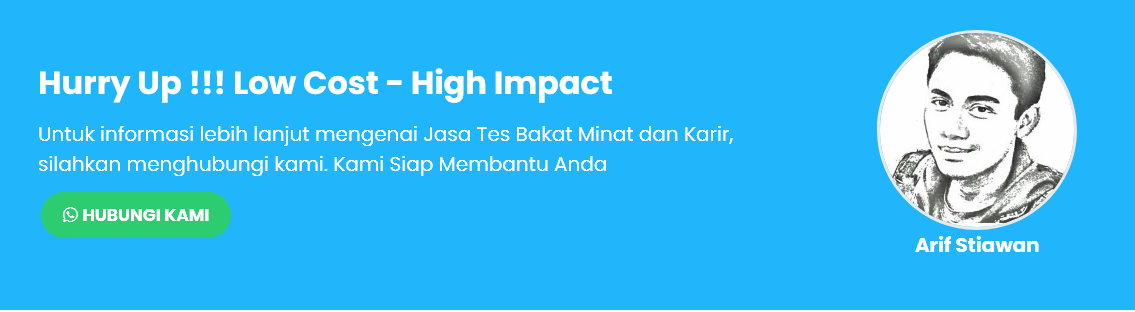 Hurry Up !!! Low Cost - High Impact
Untuk informasi lebih lanjut mengenai Jasa Tes Bakat Minat dan Karir,
silahkan menghubungi kami. Kami Siap Membantu Anda
HUBUNGI KAMI
Arif Stiawan